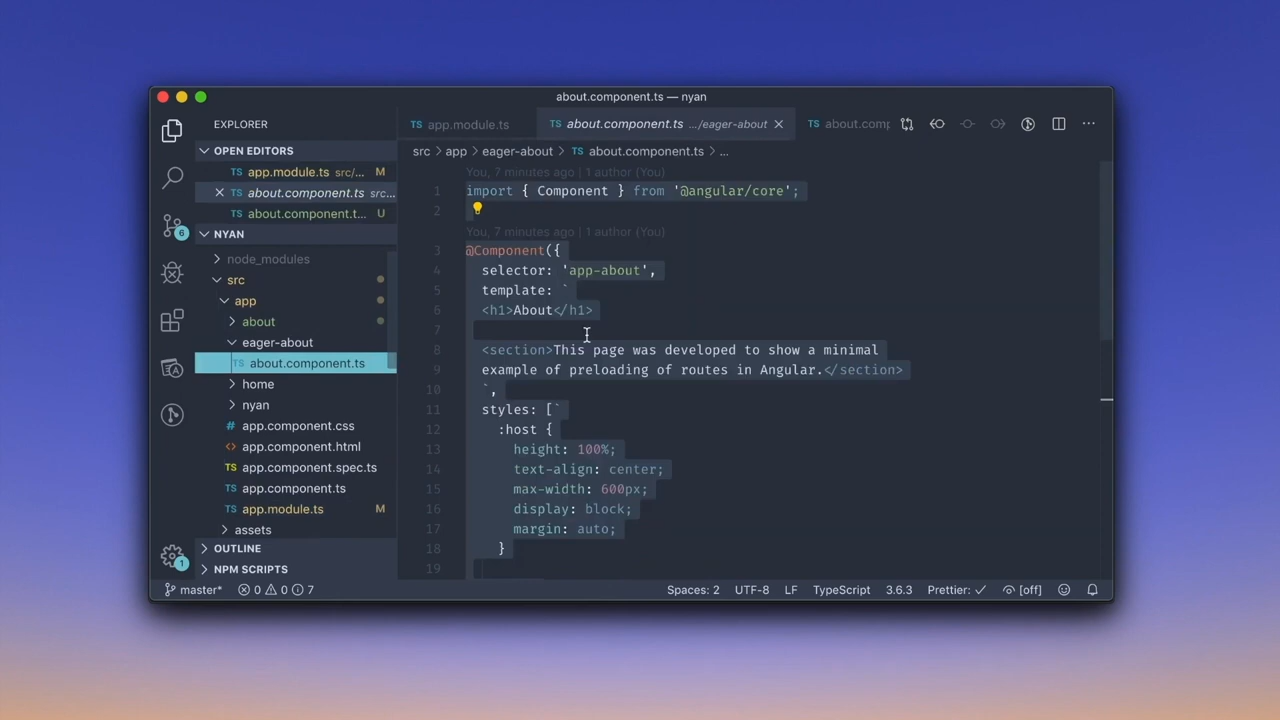 about.component.ts — nyan
EXPLORER
OPEN EDITORS
TS app.module.ts src/... M
× about.component.ts src...
about.component.t... U
NYAN
node_modules
src
app
about
eager-about
TS about.component.ts
home
nyan
app.component.css
<> app.component.html
TS app.component.spec.ts
TS app.component.ts
TS app.module.ts M
assets
OUTLINE
NPM SCRIPTS
6
1
TS app.module.ts
TS about.component.ts .../eager-about ×
TS about.comp
src > app > eager-about > TS about.component.ts > ...
You, 7 minutes ago | 1 author (You)
1 import { Component } from '@angular/core';
2
You, 7 minutes ago | 1 author (You)
3 @Component({
4 selector: 'app-about',
5 template: `
6 <h1>About</h1>
7
8 <section>This page was developed to show a minimal
9 example of preloading of routes in Angular.</section>
10 `,
11 styles: [`
12 :host {
13 height: 100%;
14 text-align: center;
15 max-width: 600px;
16 display: block;
17 margin: auto;
18 }
19
master* 0 0 7 Spaces: 2 UTF-8 LF TypeScript 3.6.3 Prettier: ✓ [off]